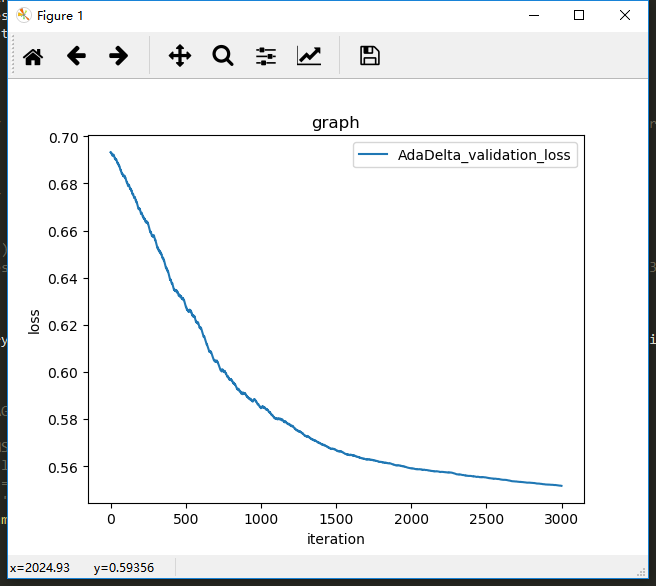 Figure 1
graph
AdaDelta_validation_loss
0.70
0.68
0.66
0.64
0.62
0.60
0.58
0.56
loss
0 500 1000 1500 2000 2500 3000
iteration
x=2024.93 y=0.59356